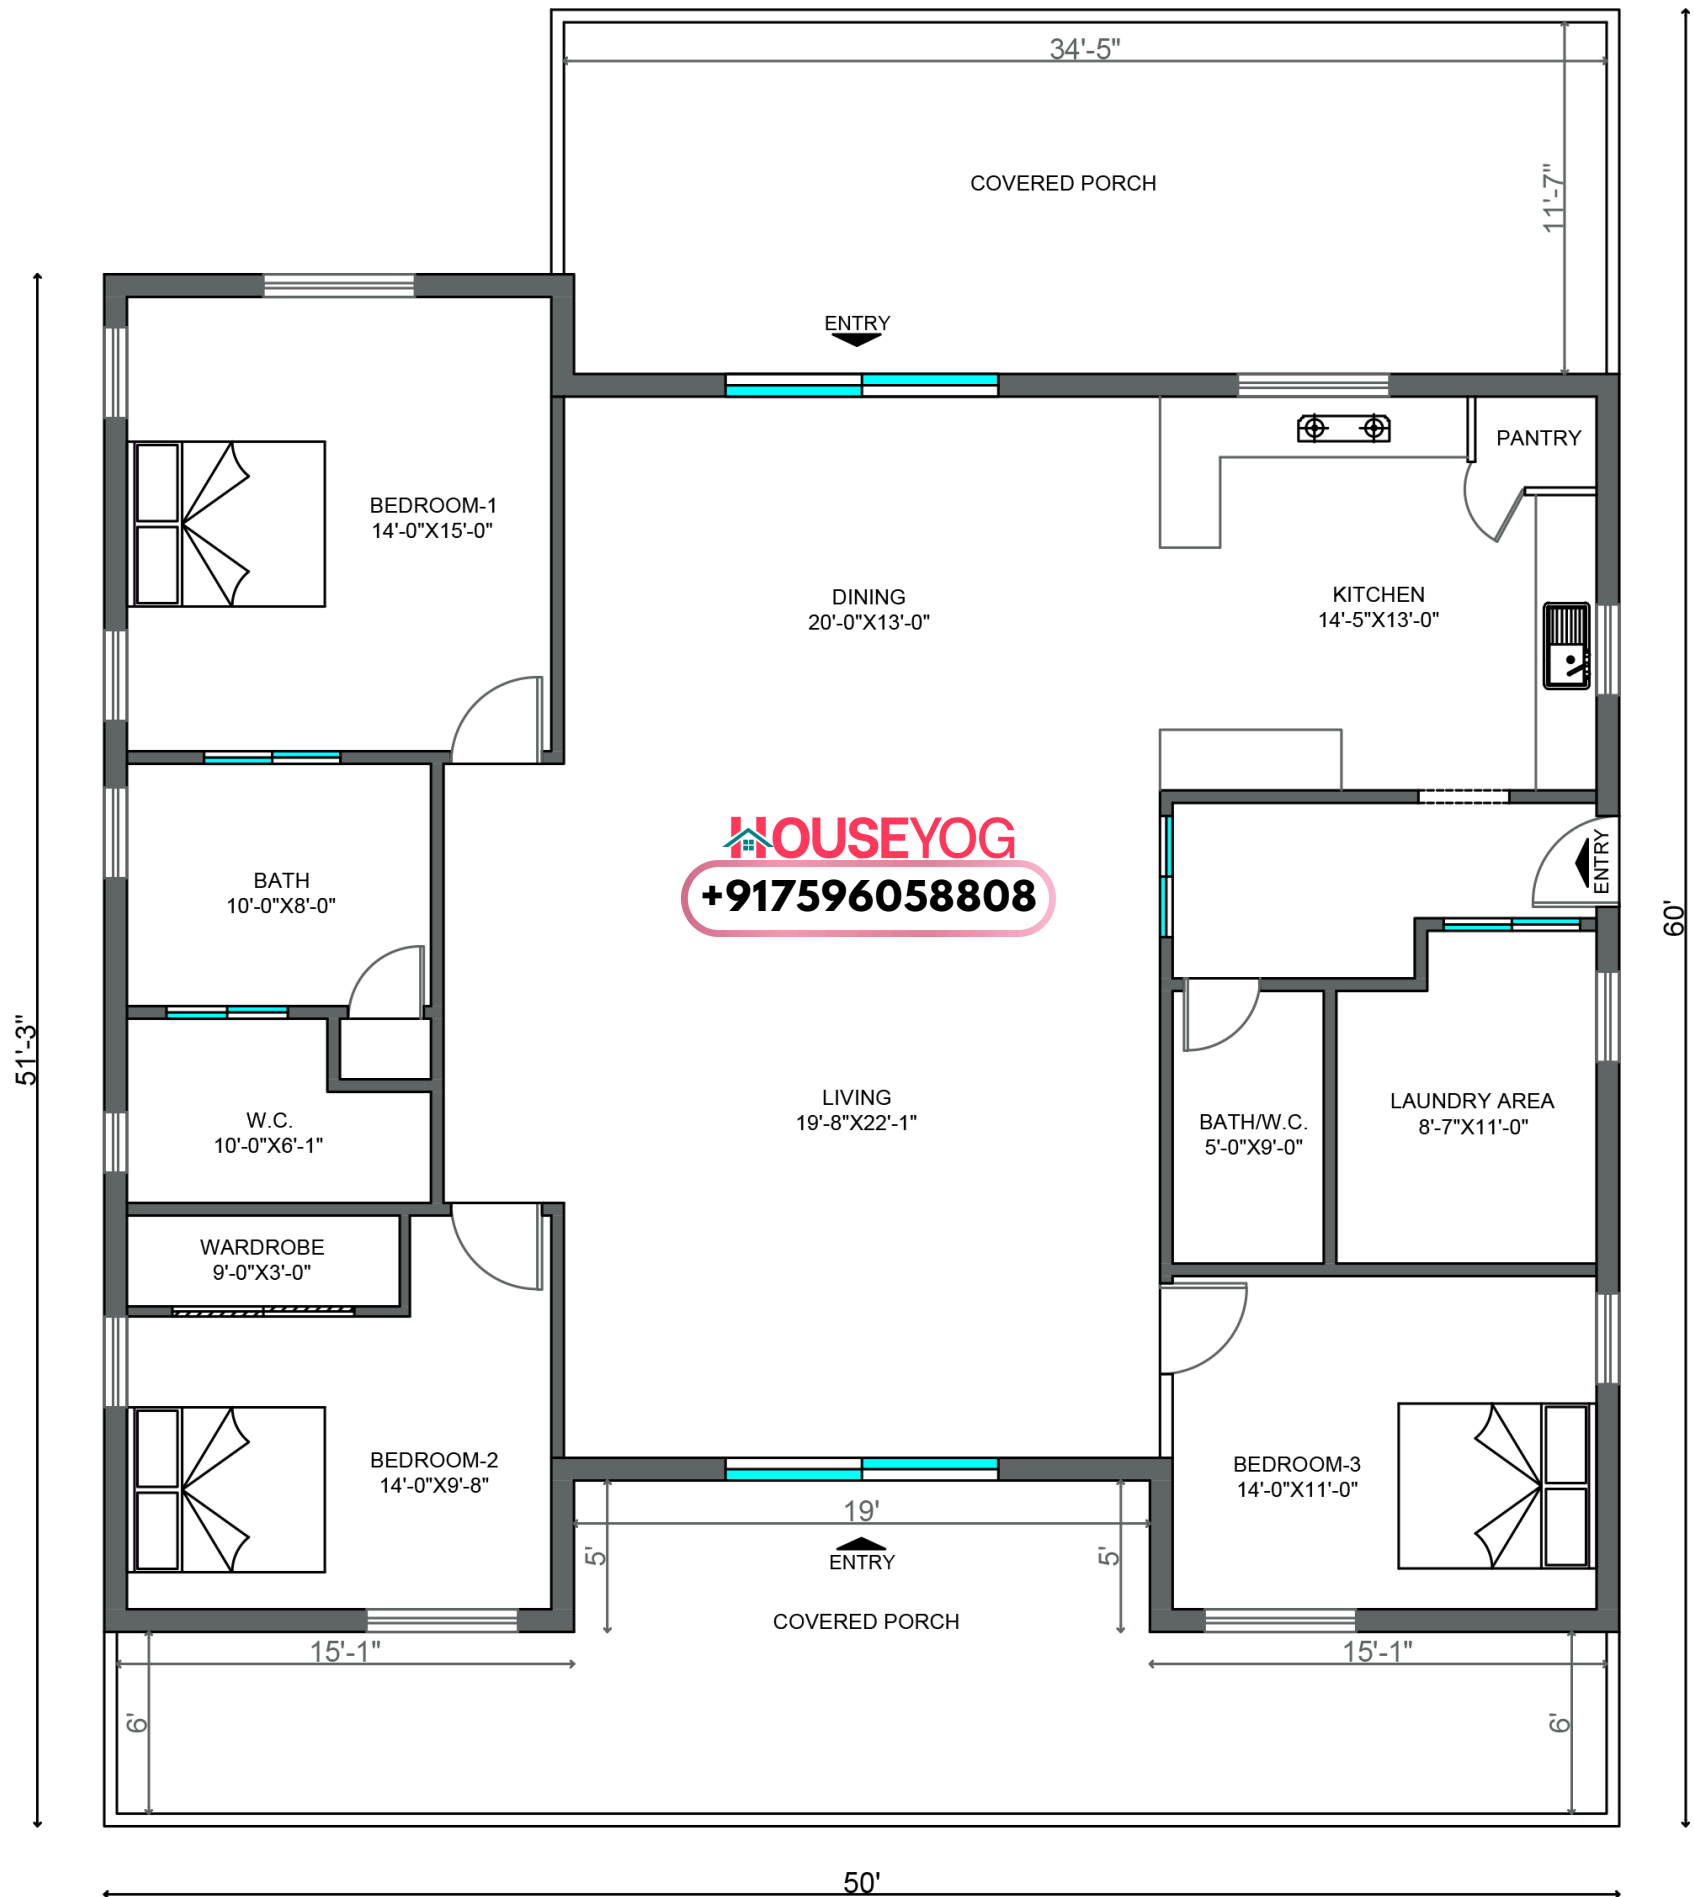 34'-5"
11'-7"
COVERED PORCH
ENTRY
PANTRY
BEDROOM-1
14'-0"X15'-0"
DINING
20'-0"X13'-0"
KITCHEN
14'-5"X13'-0"
HOUSEYOG
+917596058808
ENTRY
BATH
10'-0"X8'-0"
60'
51'-3"
W.C.
10'-0"X6'-1"
LIVING
19'-8"X22'-1"
BATH/W.C.
5'-0"X9'-0"
LAUNDRY AREA
8'-7"X11'-0"
WARDROBE
9'-0"X3'-0"
BEDROOM-2
14'-0"X9'-8"
BEDROOM-3
14'-0"X11'-0"
19'
5'
5'
ENTRY
COVERED PORCH
15'-1"
15'-1"
6'
6'
50'